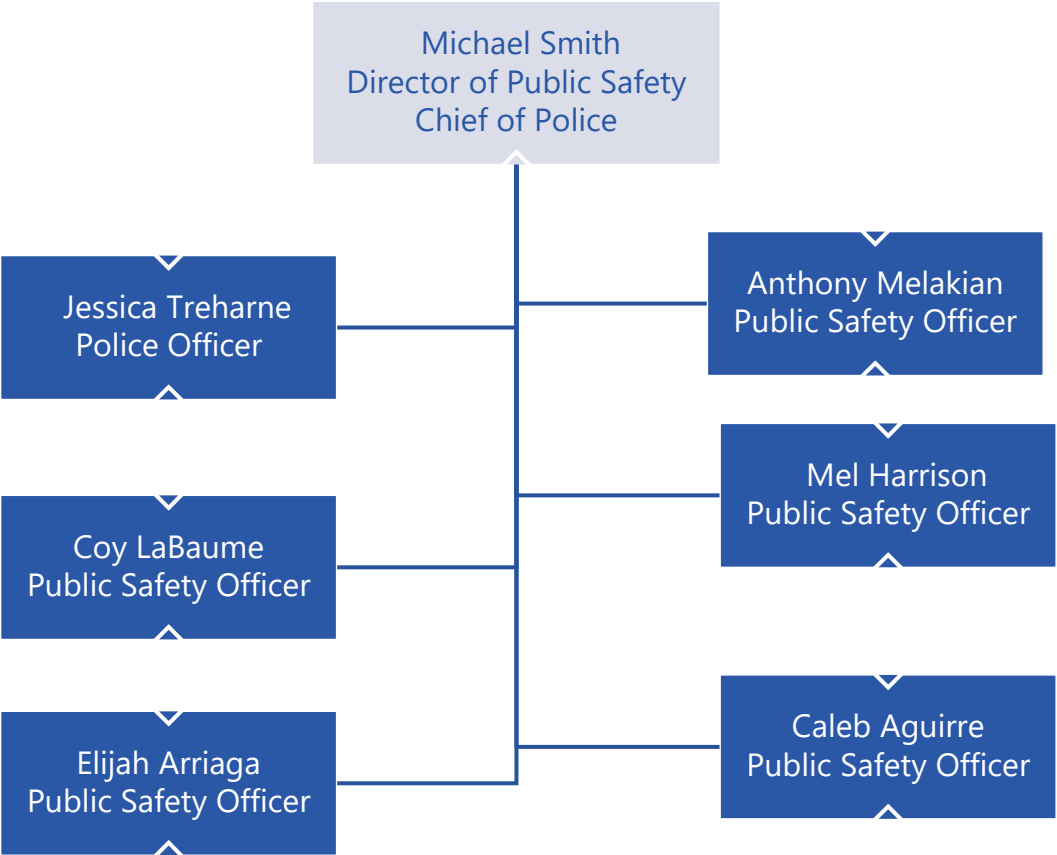 Michael Smith
Director of Public Safety
Chief of Police
Jessica Treharne
Police Officer
Anthony Melakian
Public Safety Officer
Coy LaBaume
Public Safety Officer
Mel Harrison
Public Safety Officer
Elijah Arriaga
Public Safety Officer
Caleb Aguirre
Public Safety Officer